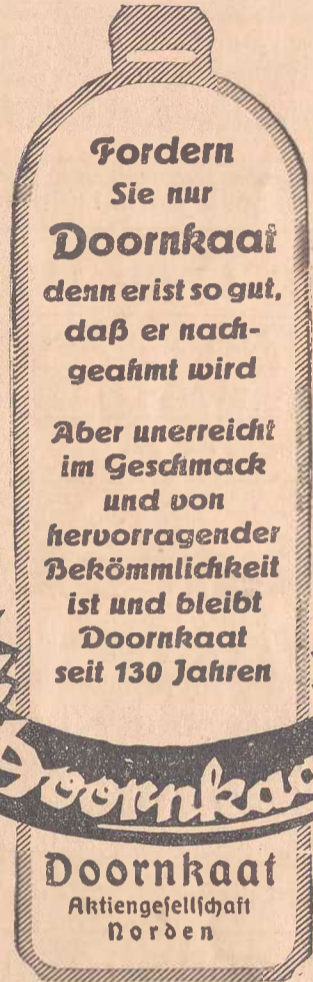 Fordern
Sie nur
Doornkaat
denn er ist so gut,
daß er nach-
geahmt wird
Aber unerreicht
im Geschmack
und von
hervorragender
Bekömmlichkeit
ist und bleibt
Doornkaat
seit 130 Jahren
Doornkaa
Doornkaat
Aktiengesellschaft
Norden